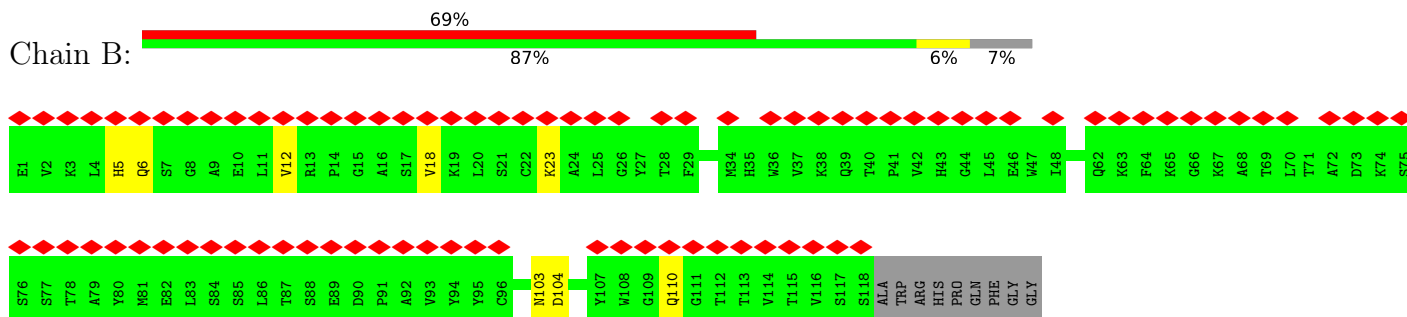 69%
Chain B:
87% 6% 7%
E1 V2 K3 L4 H5 Q6 S7 G8 A9 E10 L11 V12 R13 P14 G15 A16 S17 V18 K19 L20 S21 C22 K23 A24 L25 G26 Y27 T28 F29 M34 H35 W36 V37 K38 Q39 T40 P41 V42 H43 G44 L45 E46 W47 I48 Q62 K63 F64 K65 G66 K67 A68 T69 L70 T71 A72 D73 K74 S75
S76 S77 T78 A79 Y80 M81 E82 L83 S84 S85 L86 T87 S88 E89 D90 P91 A92 V93 Y94 Y95 C96 N103 D104 Y107 W108 G109 Q110 G111 T112 T113 V114 T115 V116 S117 S118 ALA TRP ARG HIS PRO GLN PHE GLY GLY